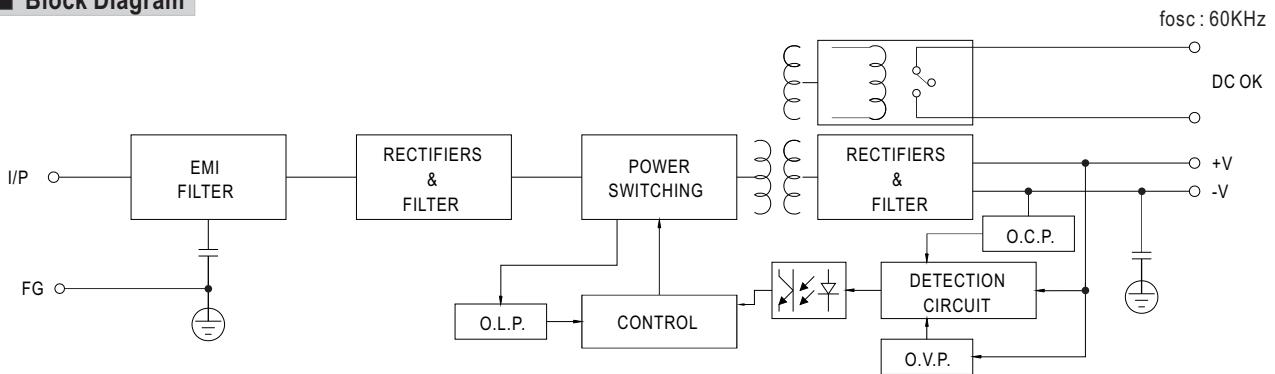 Block Diagram
fosc : 60KHz
DC OK
I/P
EMI
FILTER
RECTIFIERS
&
FILTER
POWER
SWITCHING
RECTIFIERS
&
FILTER
+V
-V
O.C.P.
FG
O.L.P.
CONTROL
DETECTION
CIRCUIT
O.V.P.